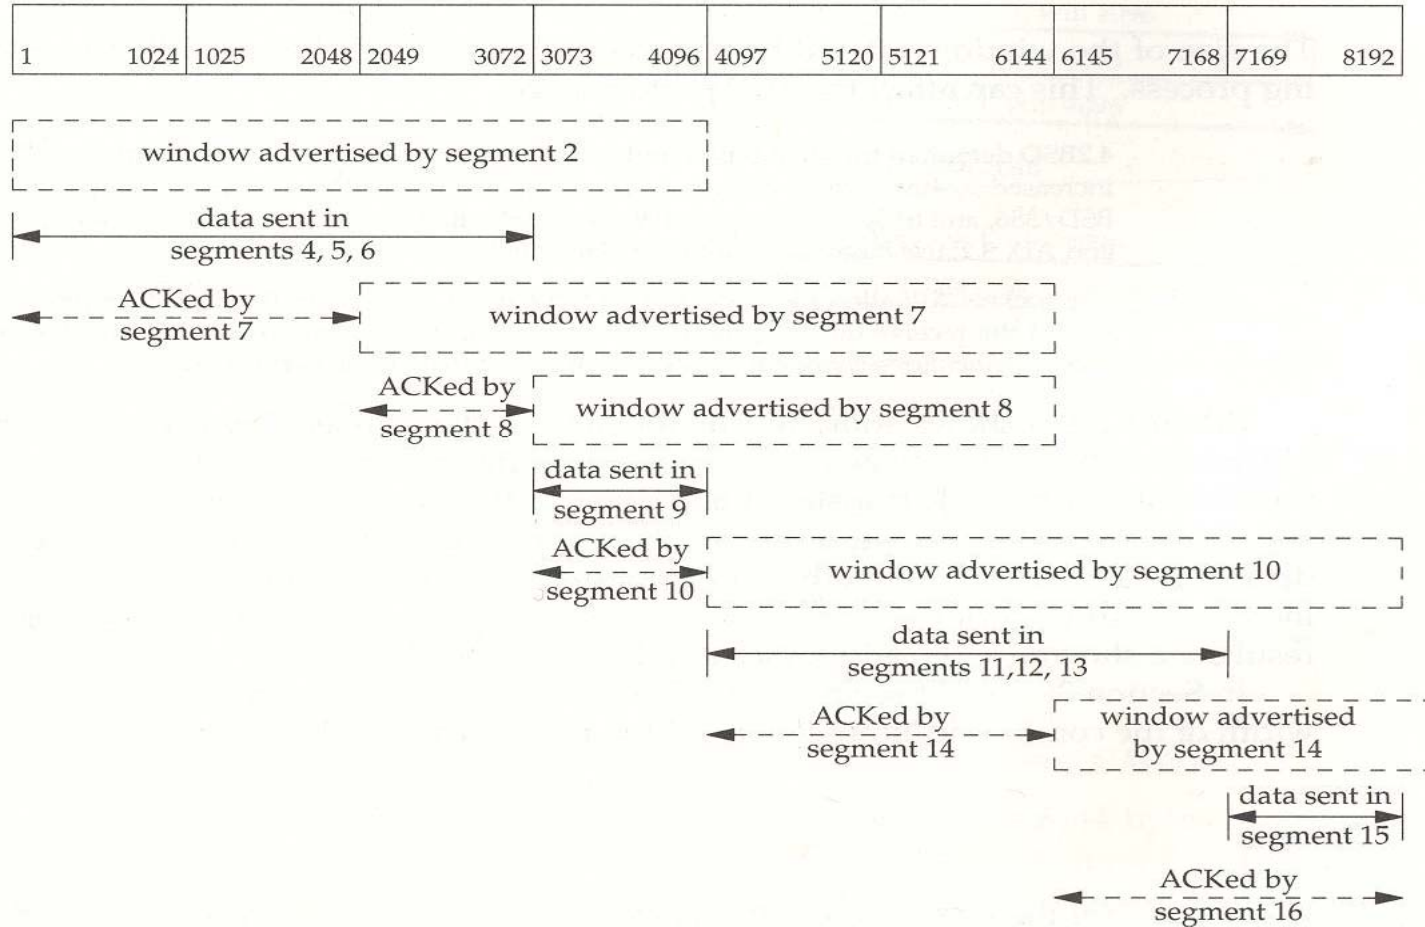 1 1024 1025 2048 2049 3072 3073 4096 4097 5120 5121 6144 6145 7168 7169 8192
window advertised by segment 2
data sent in
segments 4, 5, 6
ACKed by
segment 7
window advertised by segment 7
ACKed by
segment 8
window advertised by segment 8
data sent in
segment 9
ACKed by
segment 10
window advertised by segment 10
data sent in
segments 11,12, 13
ACKed by
segment 14
window advertised
by segment 14
data sent in
segment 15
ACKed by
segment 16